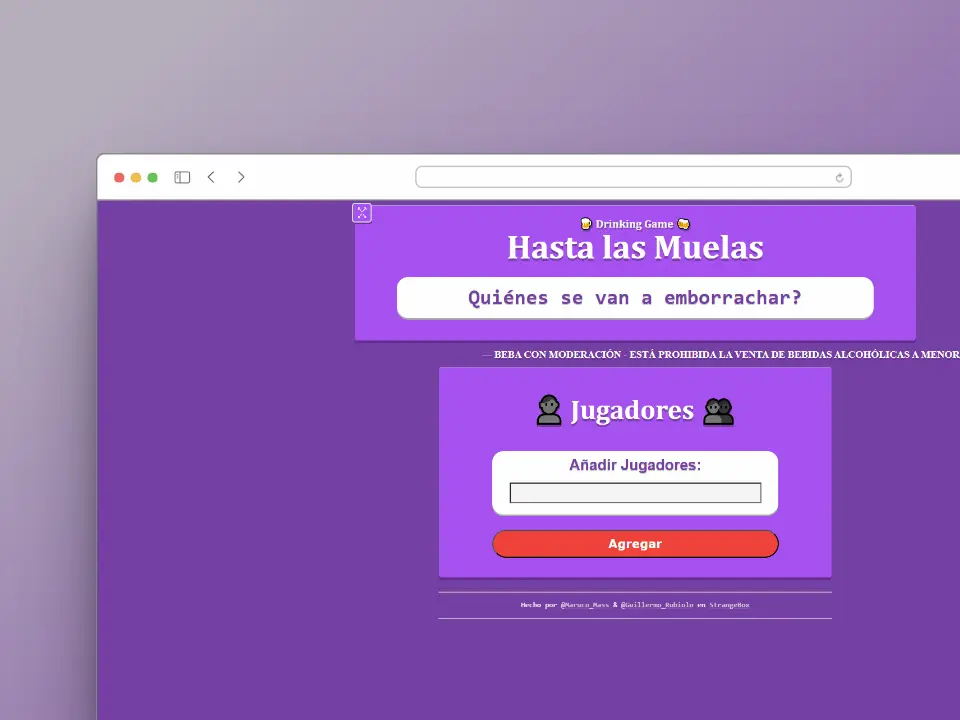 🍺 Drinking Game 🍻
Hasta las Muelas
Quiénes se van a emborrachar?
— BEBA CON MODERACIÓN - ESTÁ PROHIBIDA LA VENTA DE BEBIDAS ALCOHÓLICAS A MENOR
Jugadores
Añadir Jugadores:
Agregar
Hecho por @Maruco_Mass & @Guillermo_Rubiolo en StrangeBox